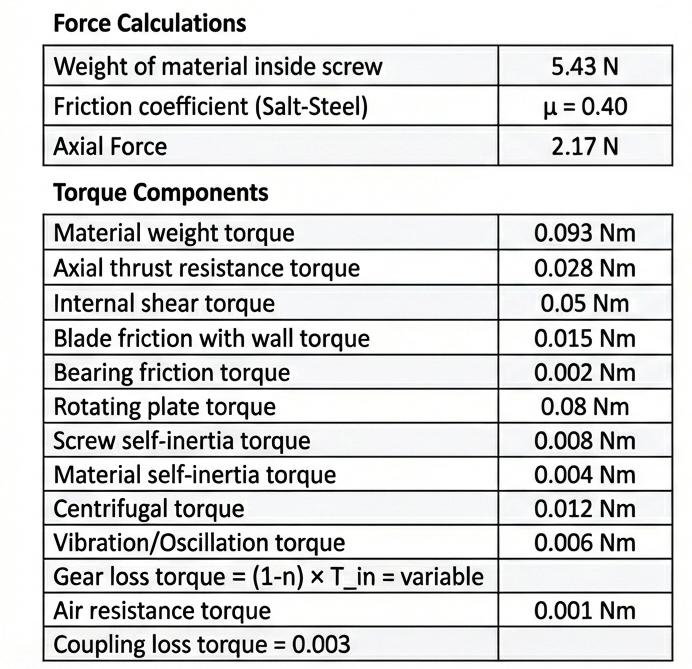 Force Calculations
Weight of material inside screw 5.43 N
Friction coefficient (Salt-Steel) μ = 0.40
Axial Force 2.17 N
Torque Components
Material weight torque 0.093 Nm
Axial thrust resistance torque 0.028 Nm
Internal shear torque 0.05 Nm
Blade friction with wall torque 0.015 Nm
Bearing friction torque 0.002 Nm
Rotating plate torque 0.08 Nm
Screw self-inertia torque 0.008 Nm
Material self-inertia torque 0.004 Nm
Centrifugal torque 0.012 Nm
Vibration/Oscillation torque 0.006 Nm
Gear loss torque = (1-n) × T_in = variable
Air resistance torque 0.001 Nm
Coupling loss torque = 0.003